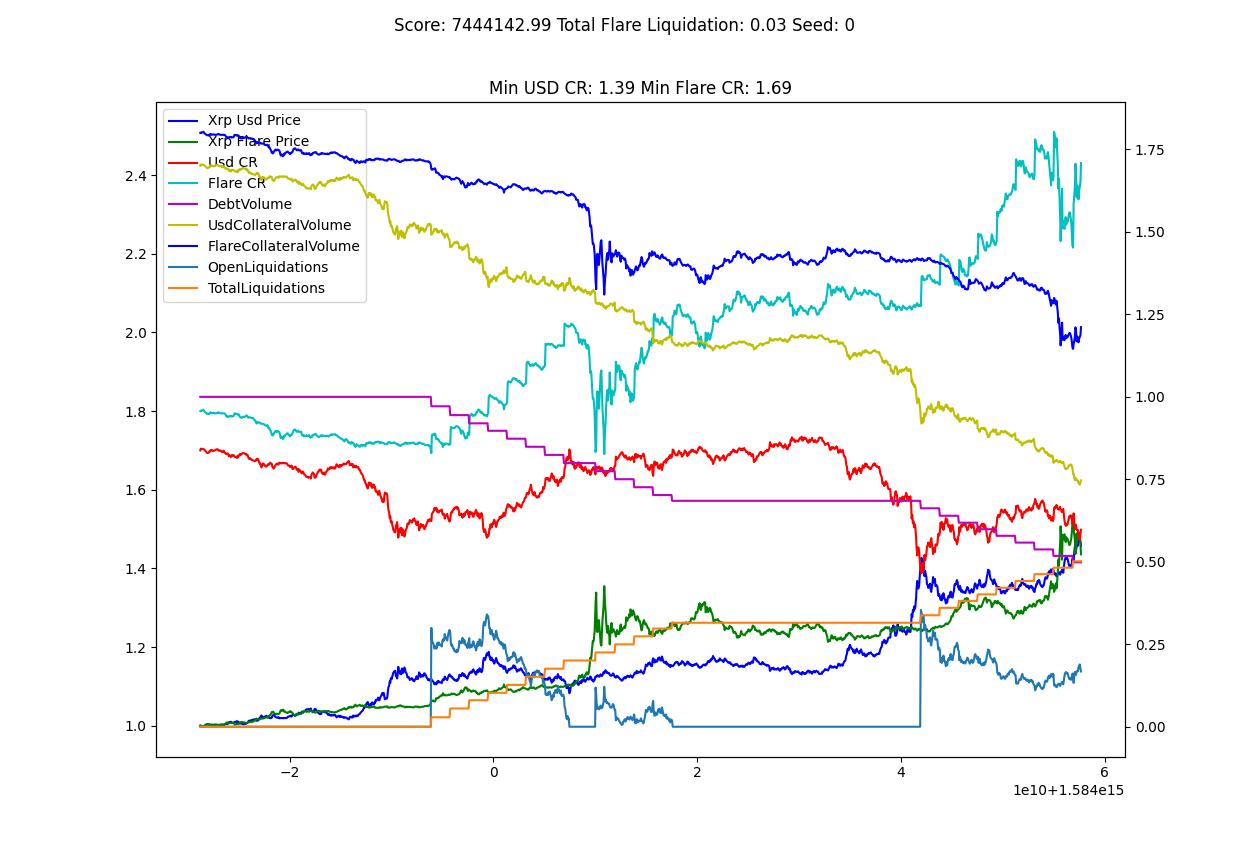 Score: 7444142.99 Total Flare Liquidation: 0.03 Seed: 0
Min USD CR: 1.39 Min Flare CR: 1.69
Xrp Usd Price
Xrp Flare Price
Usd CR
Flare CR
DebtVolume
UsdCollateralVolume
FlareCollateralVolume
OpenLiquidations
TotalLiquidations
2.4
2.2
2.0
1.8
1.6
1.4
1.2
1.0
1.75
1.50
1.25
1.00
0.75
0.50
0.25
0.00
−2
0
2
4
6
1e10+1.584e15